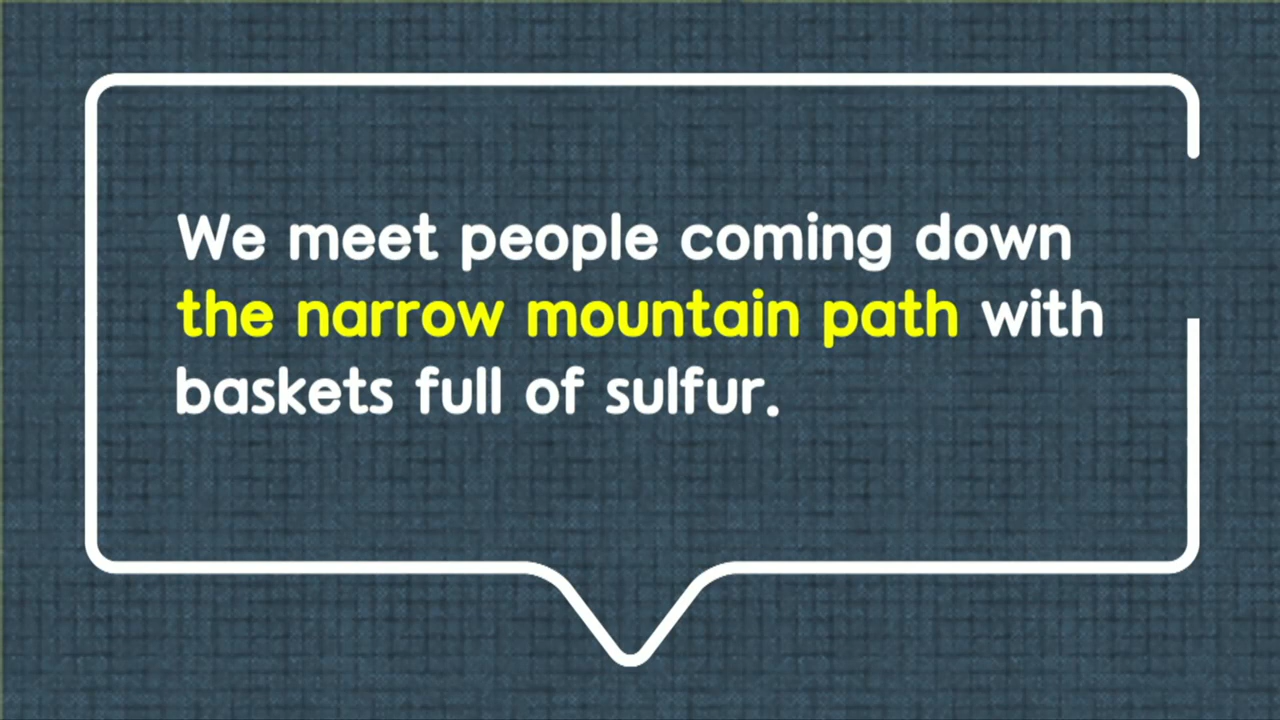 We meet people coming down
the narrow mountain path with
baskets full of sulfur.